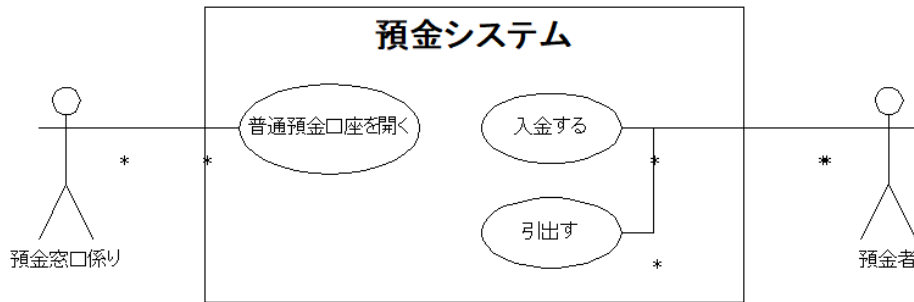 預金システム
普通預金口座を開く
入金する
* * * **
引出す
*
預金窓口係り
預金者